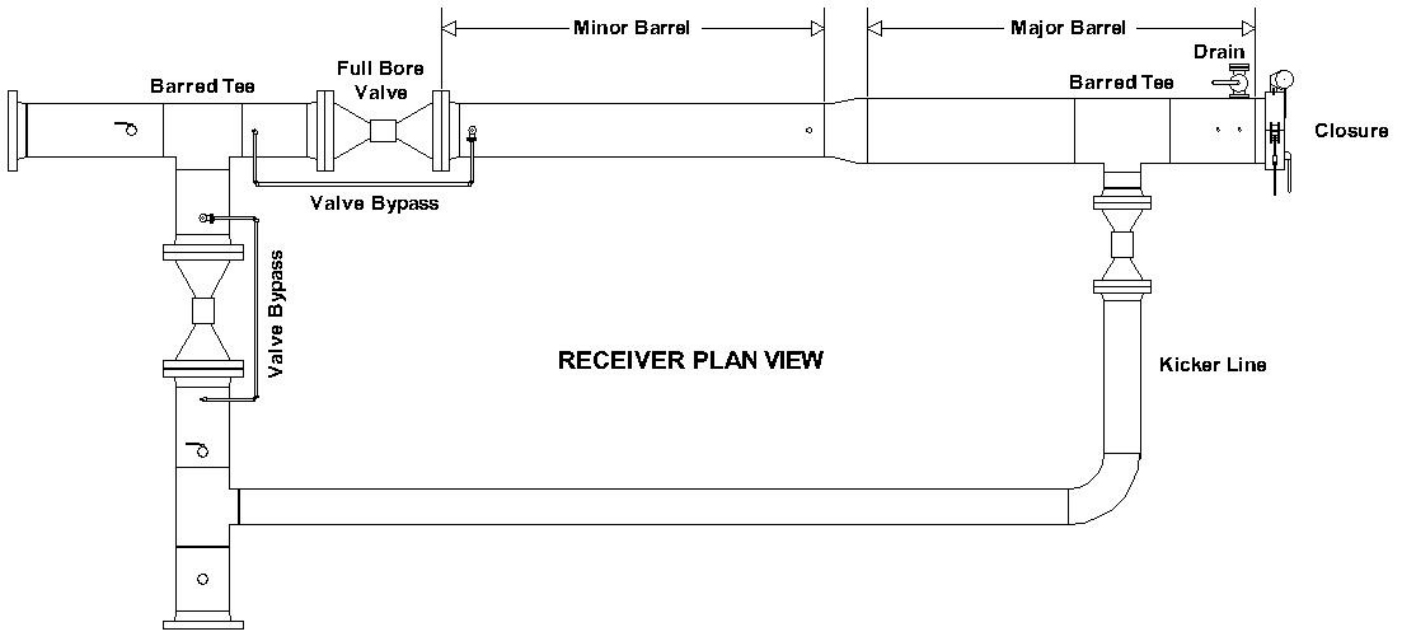 Minor Barrel
Major Barrel
Drain
Full Bore
Valve
Barred Tee
Barred Tee
Closure
Valve Bypass
Valve Bypass
RECEIVER PLAN VIEW
Kicker Line